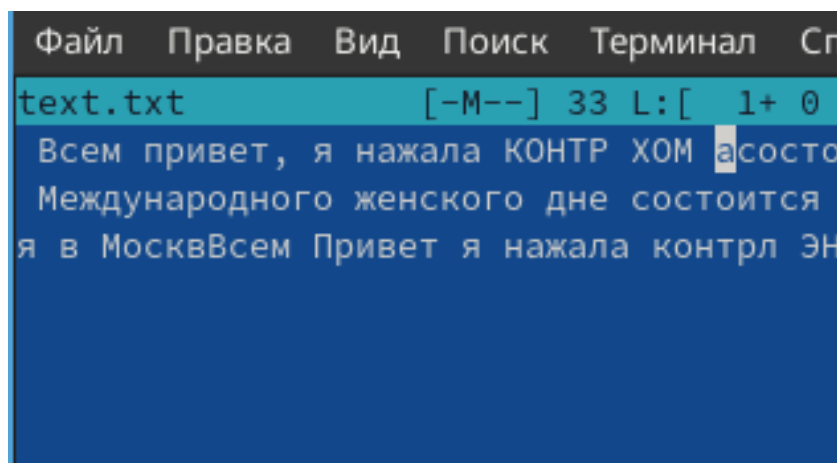 Файл Правка Вид Поиск Терминал
text.txt [-M--] 33 L:[ 1+ 0
Всем привет, я нажала КОНТР ХОМ асосто
Международного женского дне состоится
я в МосквВсем Привет я нажала контрл ЭН